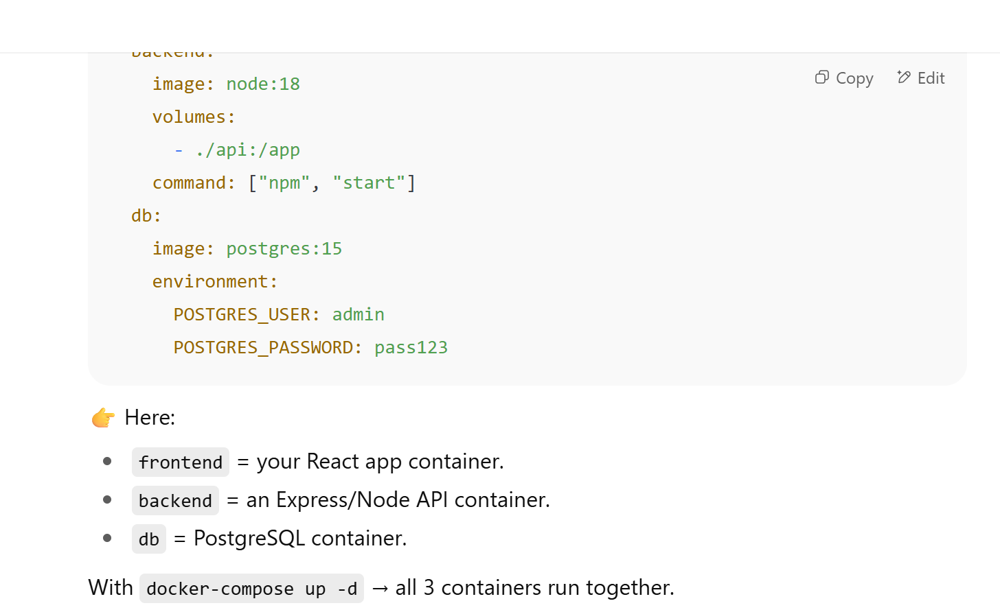 backend:
Copy Edit
image: node:18
volumes:
- ./api:/app
command: ["npm", "start"]
db:
image: postgres:15
environment:
POSTGRES_USER: admin
POSTGRES_PASSWORD: pass123
👉 Here:
• frontend = your React app container.
• backend = an Express/Node API container.
• db = PostgreSQL container.
With docker-compose up -d → all 3 containers run together.